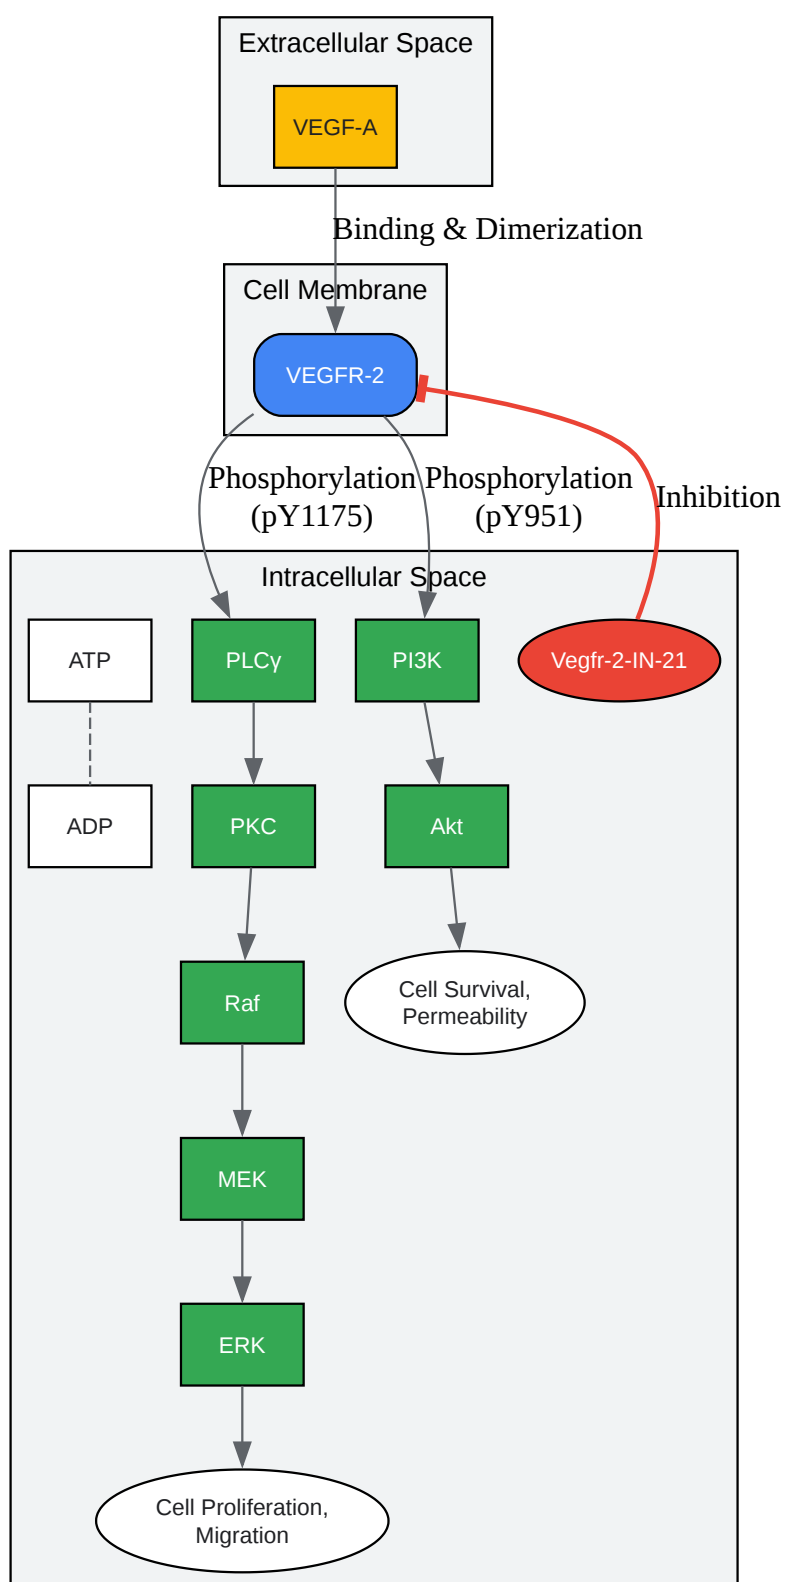 Extracellular Space
VEGF-A
Binding & Dimerization
Cell Membrane
VEGFR-2
Phosphorylation
(pY1175)
Phosphorylation
(pY951)
Inhibition
Intracellular Space
ATP
PLCγ
PI3K
Vegfr-2-IN-21
ADP
PKC
Akt
Raf
Cell Survival,
Permeability
MEK
ERK
Cell Proliferation,
Migration